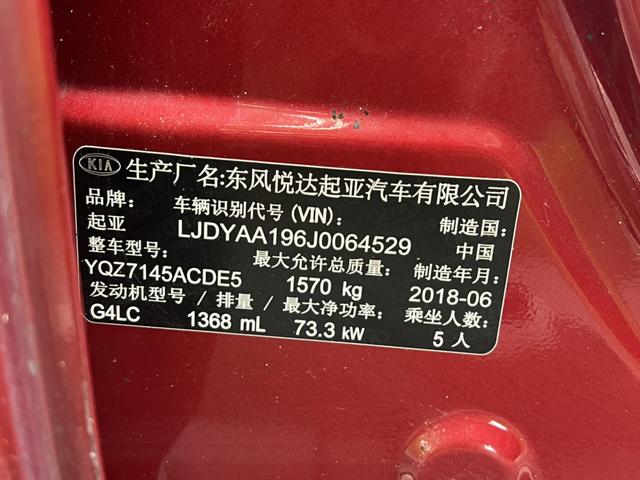 KIA 生产厂名:东风悦达起亚汽车有限公司
品牌: 车辆识别代号(VIN): 制造国:
起亚 LJDYAA196J0064529 中国
整车型号: 最大允许总质量: 制造年月:
YQZ7145ACDE5 1570 kg 2018-06
发动机型号 / 排量 / 最大净功率: 乘坐人数:
G4LC 1368 mL 73.3 kW 5 人